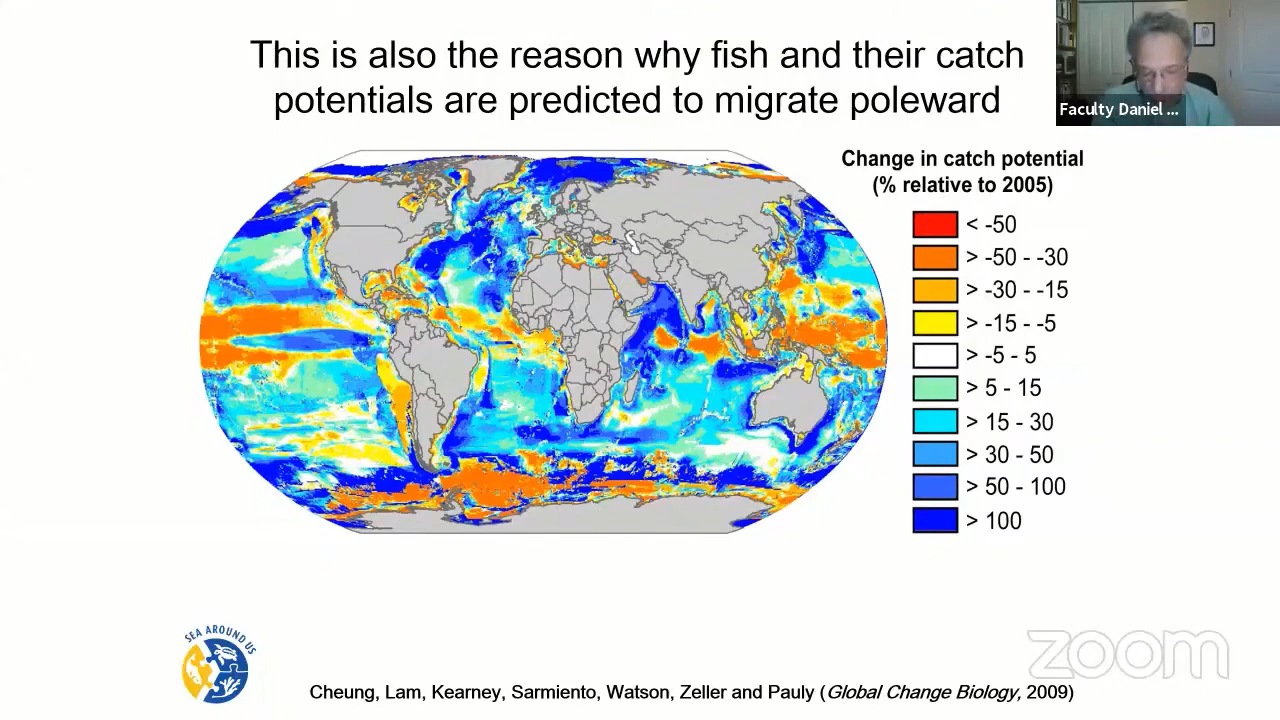 This is also the reason why fish and their catch
potentials are predicted to migrate poleward
Faculty Daniel ...
Change in catch potential
(% relative to 2005)
< -50
> -50 - -30
> -30 - -15
> -15 - -5
> -5 - 5
> 5 - 15
> 15 - 30
> 30 - 50
> 50 - 100
> 100
SEA AROUND US
zoom
Cheung, Lam, Kearney, Sarmiento, Watson, Zeller and Pauly (Global Change Biology, 2009)